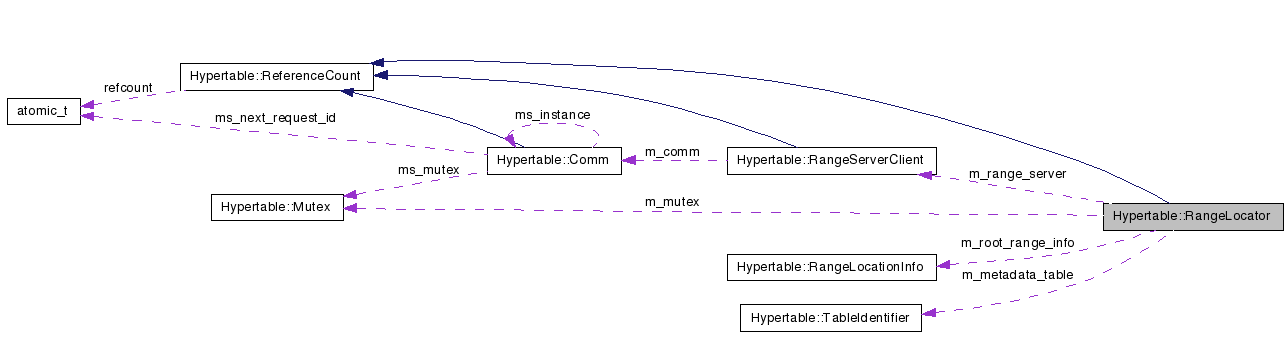 Hypertable::ReferenceCount
refcount
atomic_t
ms_next_request_id
ms_instance
Hypertable::Comm
m_comm
Hypertable::RangeServerClient
ms_mutex
m_range_server
Hypertable::Mutex
m_mutex
Hypertable::RangeLocator
m_root_range_info
Hypertable::RangeLocationInfo
m_metadata_table
Hypertable::TableIdentifier